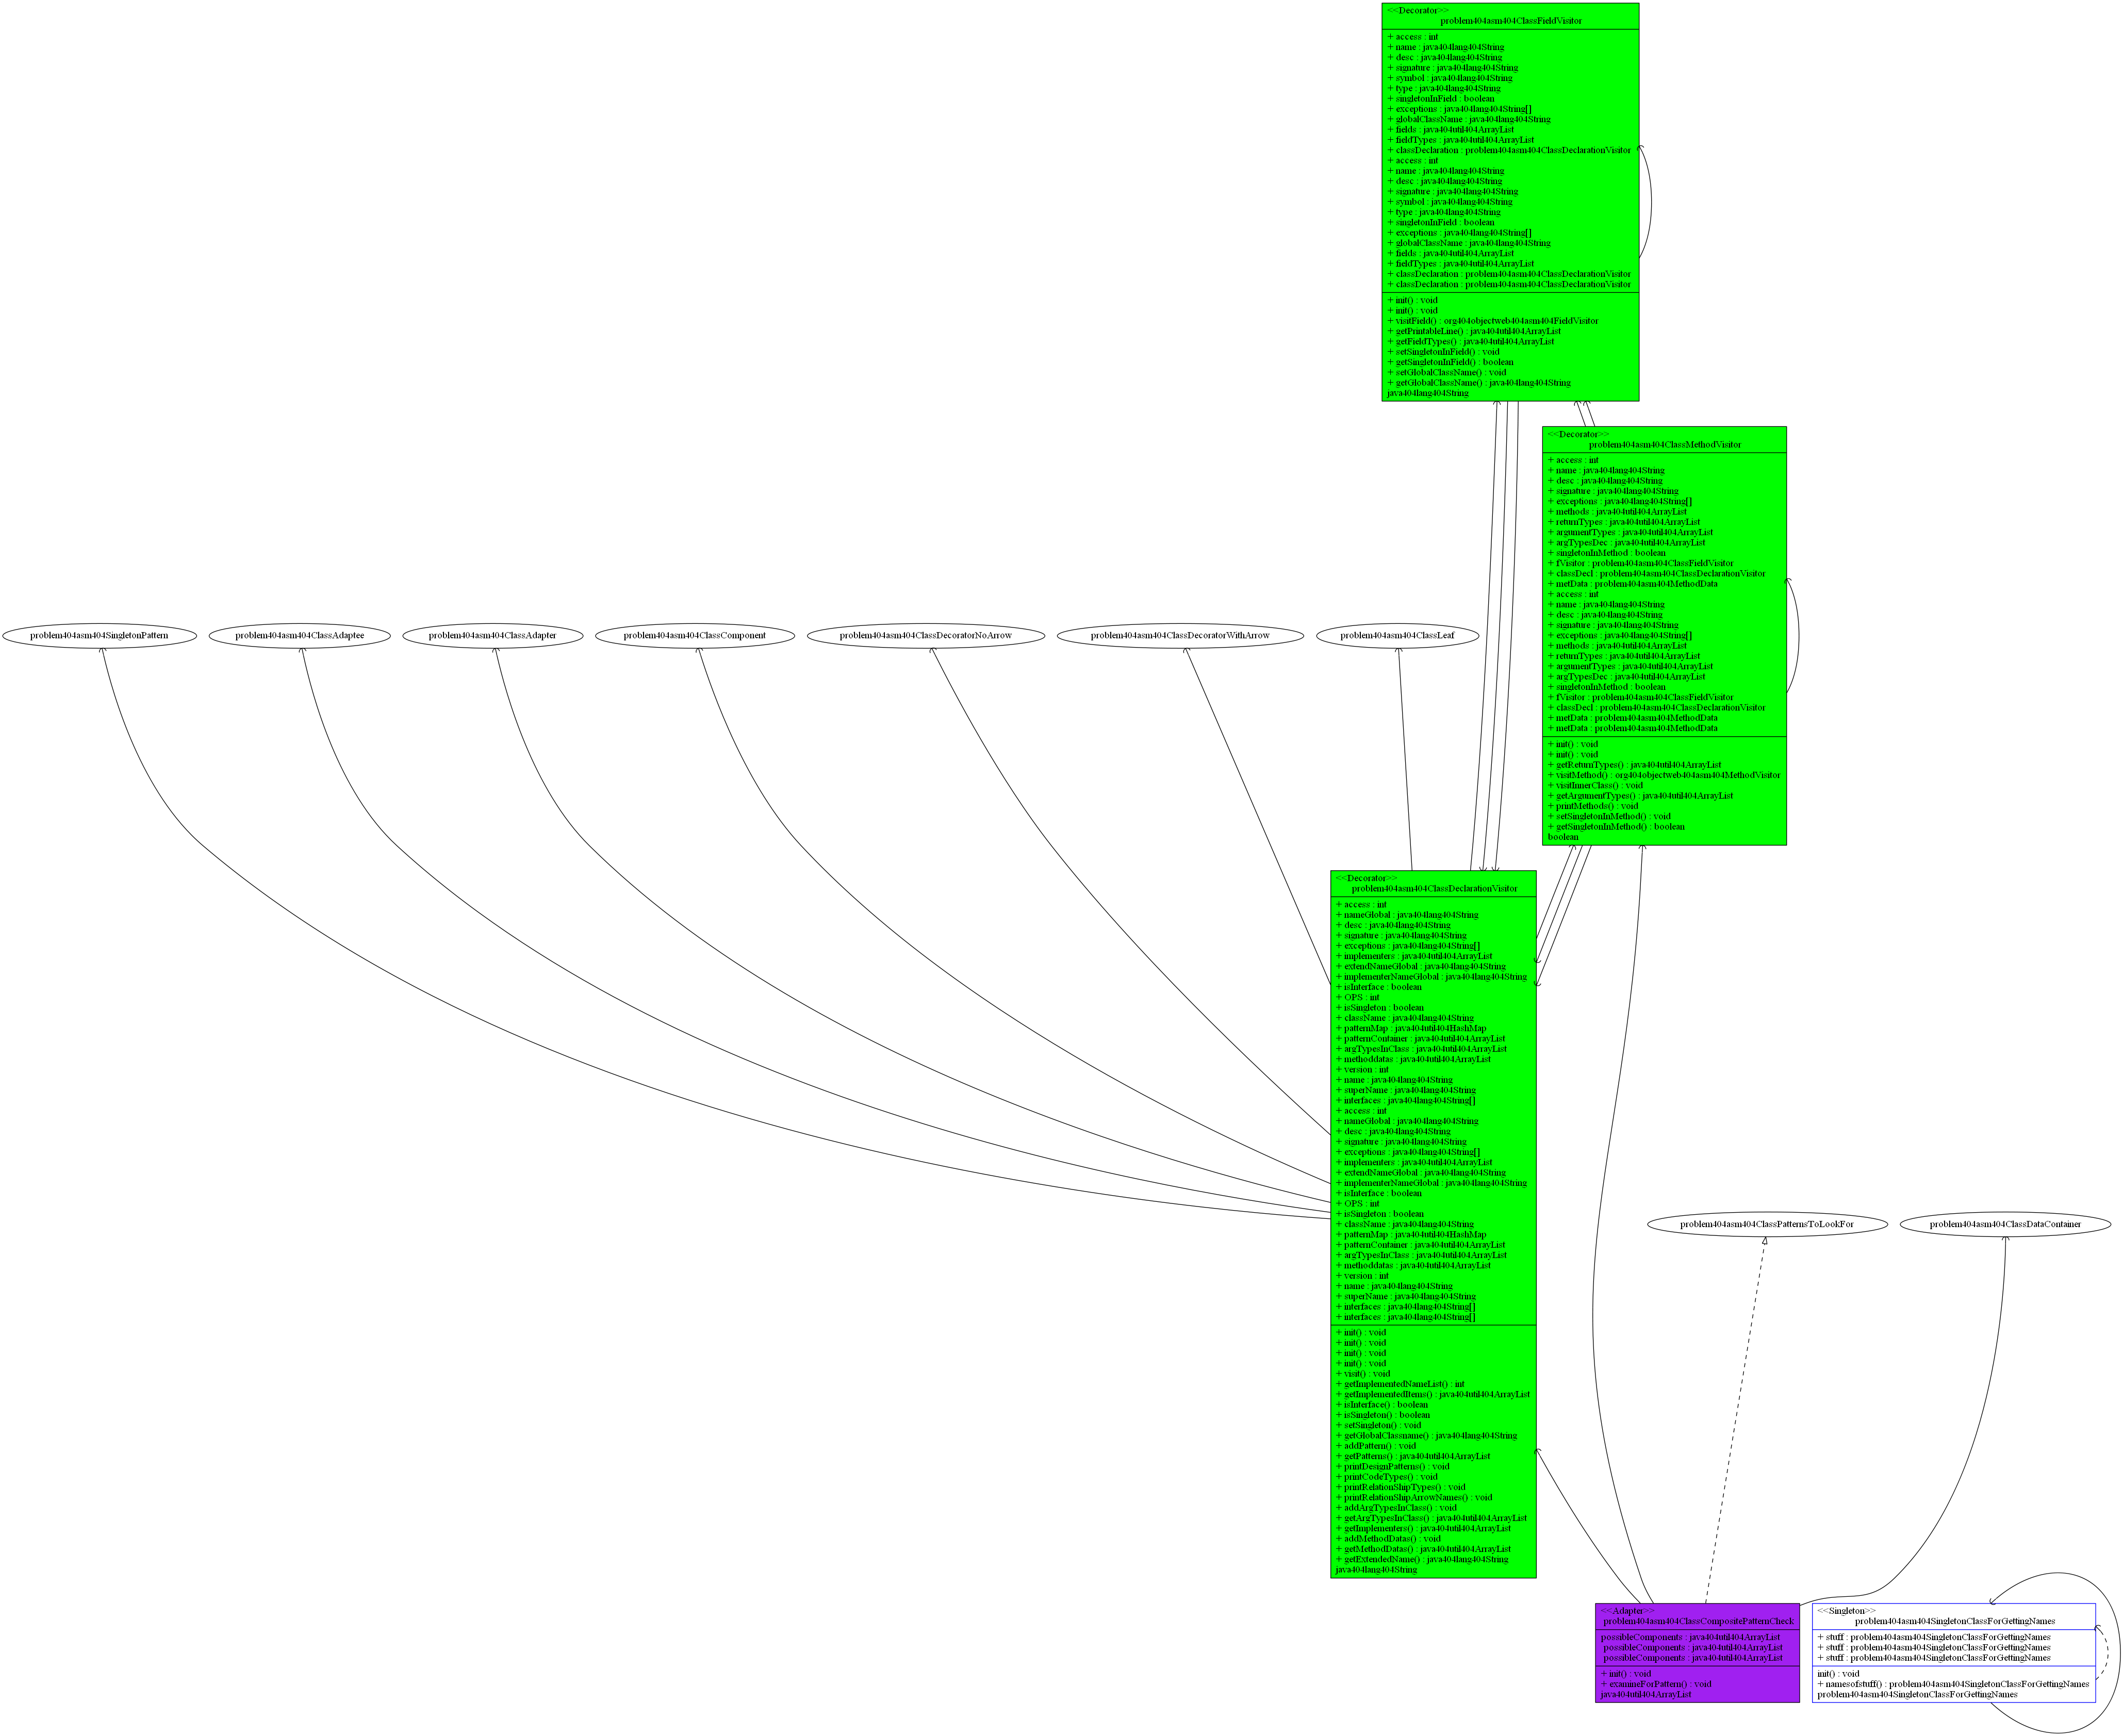 <<Decorator>>
problem404asm404ClassFieldVisitor
+ access : int
+ name : java404lang404String
+ desc : java404lang404String
+ signature : java404lang404String
+ symbol : java404lang404String
+ type : java404lang404String
+ singletonInField : boolean
+ exceptions : java404lang404String[]
+ globalClassName : java404lang404String
+ fields : java404util404ArrayList
+ fieldTypes : java404util404ArrayList
+ classDeclaration : problem404asm404ClassDeclarationVisitor
+ access : int
+ name : java404lang404String
+ desc : java404lang404String
+ signature : java404lang404String
+ symbol : java404lang404String
+ type : java404lang404String
+ singletonInField : boolean
+ exceptions : java404lang404String[]
+ globalClassName : java404lang404String
+ fields : java404util404ArrayList
+ fieldTypes : java404util404ArrayList
+ classDeclaration : problem404asm404ClassDeclarationVisitor
+ classDeclaration : problem404asm404ClassDeclarationVisitor
+ init() : void
+ init() : void
+ visitField() : org404objectweb404asm404FieldVisitor
+ getPrintableLine() : java404util404ArrayList
+ getFieldTypes() : java404util404ArrayList
+ setSingletonInField() : void
+ getSingletonInField() : boolean
+ setGlobalClassName() : void
+ getGlobalClassName() : java404lang404String
java404lang404String
<<Decorator>>
problem404asm404ClassMethodVisitor
+ access : int
+ name : java404lang404String
+ desc : java404lang404String
+ signature : java404lang404String
+ exceptions : java404lang404String[]
+ methods : java404util404ArrayList
+ returnTypes : java404util404ArrayList
+ argumentTypes : java404util404ArrayList
+ argTypesDec : java404util404ArrayList
+ singletonInMethod : boolean
+ fVisitor : problem404asm404ClassFieldVisitor
+ classDecl : problem404asm404ClassDeclarationVisitor
+ metData : problem404asm404MethodData
+ access : int
+ name : java404lang404String
+ desc : java404lang404String
+ signature : java404lang404String
+ exceptions : java404lang404String[]
+ methods : java404util404ArrayList
+ returnTypes : java404util404ArrayList
+ argumentTypes : java404util404ArrayList
+ argTypesDec : java404util404ArrayList
+ singletonInMethod : boolean
+ fVisitor : problem404asm404ClassFieldVisitor
+ classDecl : problem404asm404ClassDeclarationVisitor
+ metData : problem404asm404MethodData
+ metData : problem404asm404MethodData
+ init() : void
+ init() : void
+ getReturnTypes() : java404util404ArrayList
+ visitMethod() : org404objectweb404asm404MethodVisitor
+ visitInnerClass() : void
+ getArgumentTypes() : java404util404ArrayList
+ printMethods() : void
+ setSingletonInMethod() : void
+ getSingletonInMethod() : boolean
boolean
problem404asm404SingletonPattern
problem404asm404ClassAdaptee
problem404asm404ClassAdapter
problem404asm404ClassComponent
problem404asm404ClassDecoratorNoArrow
problem404asm404ClassDecoratorWithArrow
problem404asm404ClassLeaf
<<Decorator>>
problem404asm404ClassDeclarationVisitor
+ access : int
+ nameGlobal : java404lang404String
+ desc : java404lang404String
+ signature : java404lang404String
+ exceptions : java404lang404String[]
+ implementers : java404util404ArrayList
+ extendNameGlobal : java404lang404String
+ implementerNameGlobal : java404lang404String
+ isInterface : boolean
+ OPS : int
+ isSingleton : boolean
+ className : java404lang404String
+ patternMap : java404util404HashMap
+ patternContainer : java404util404ArrayList
+ argTypesInClass : java404util404ArrayList
+ methoddatas : java404util404ArrayList
+ version : int
+ name : java404lang404String
+ superName : java404lang404String
+ interfaces : java404lang404String[]
+ access : int
+ nameGlobal : java404lang404String
+ desc : java404lang404String
+ signature : java404lang404String
+ exceptions : java404lang404String[]
+ implementers : java404util404ArrayList
+ extendNameGlobal : java404lang404String
+ implementerNameGlobal : java404lang404String
+ isInterface : boolean
+ OPS : int
+ isSingleton : boolean
+ className : java404lang404String
+ patternMap : java404util404HashMap
+ patternContainer : java404util404ArrayList
+ argTypesInClass : java404util404ArrayList
+ methoddatas : java404util404ArrayList
+ version : int
+ name : java404lang404String
+ superName : java404lang404String
+ interfaces : java404lang404String[]
+ interfaces : java404lang404String[]
+ init() : void
+ init() : void
+ init() : void
+ init() : void
+ visit() : void
+ getImplementedNameList() : int
+ getImplementedItems() : java404util404ArrayList
+ isInterface() : boolean
+ isSingleton() : boolean
+ setSingleton() : void
+ getGlobalClassname() : java404lang404String
+ addPattern() : void
+ getPatterns() : java404util404ArrayList
+ printDesignPatterns() : void
+ printCodeTypes() : void
+ printRelationShipTypes() : void
+ printRelationShipArrowNames() : void
+ addArgTypesInClass() : void
+ getArgTypesInClass() : java404util404ArrayList
+ getImplementers() : java404util404ArrayList
+ addMethodDatas() : void
+ getMethodDatas() : java404util404ArrayList
+ getExtendedName() : java404lang404String
java404lang404String
problem404asm404ClassPatternsToLookFor
problem404asm404ClassDataContainer
<<Adapter>>
problem404asm404ClassCompositePatternCheck
possibleComponents : java404util404ArrayList
possibleComponents : java404util404ArrayList
possibleComponents : java404util404ArrayList
+ init() : void
+ examineForPattern() : void
java404util404ArrayList
<<Singleton>>
problem404asm404SingletonClassForGettingNames
+ stuff : problem404asm404SingletonClassForGettingNames
+ stuff : problem404asm404SingletonClassForGettingNames
+ stuff : problem404asm404SingletonClassForGettingNames
init() : void
+ namesofstuff() : problem404asm404SingletonClassForGettingNames
problem404asm404SingletonClassForGettingNames